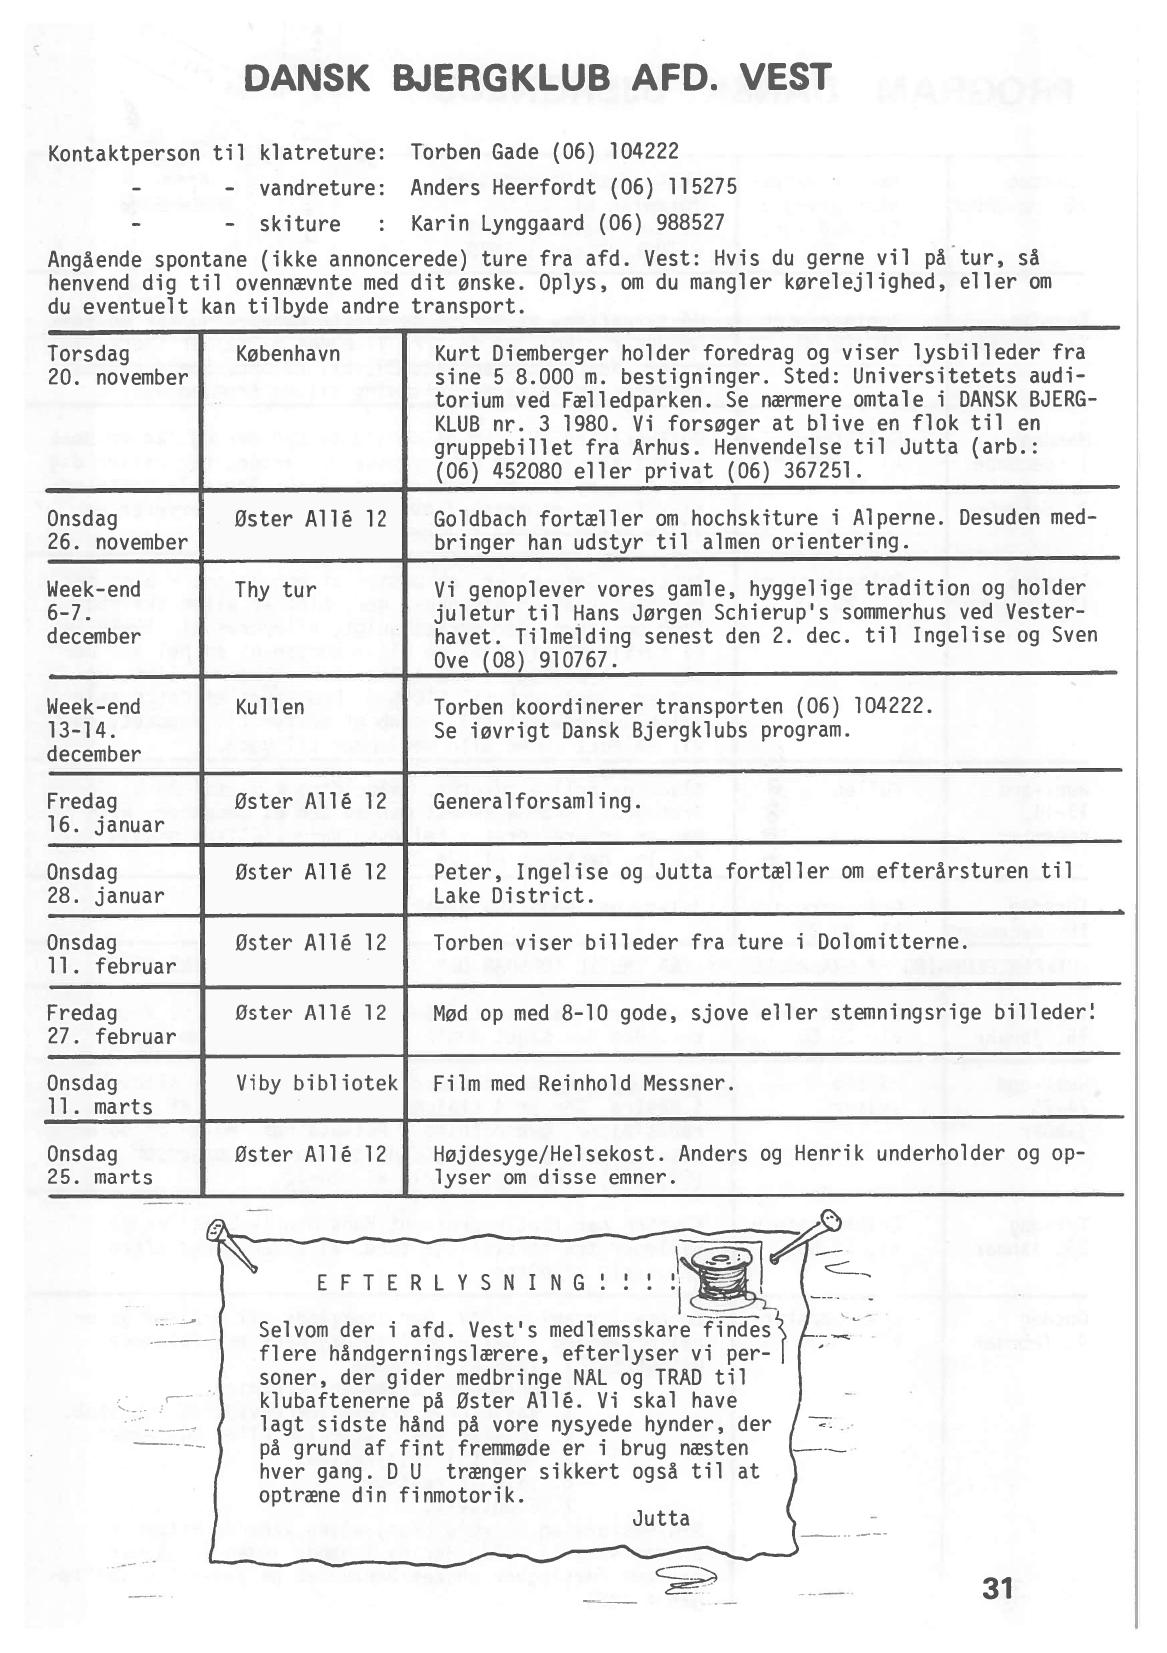 DANSK BJERGKLUB AFD. VEST
Kontaktperson til klatreture: Torben Gade (06) 104222
- - vandreture: Anders Heerfordt (06) 115275
- - skiture : Karin Lynggaard (06) 988527
Angående spontane (ikke annoncerede) ture fra afd. Vest: Hvis du gerne vil på tur, så
henvend dig til ovennævnte med dit ønske. Oplys, om du mangler kørelejlighed, eller om
du eventuelt kan tilbyde andre transport.
Torsdag København Kurt Diemberger holder foredrag og viser lysbilleder fra
20. november sine 5 8.000 m. bestigninger. Sted: Universitetets audi-
torium ved Fælledparken. Se nærmere omtale i DANSK BJERG-
KLUB nr. 3 1980. Vi forsøger at blive en flok til en
gruppebillet fra Århus. Henvendelse til Jutta (arb.:
(06) 452080 eller privat (06) 367251.
Onsdag Øster Allé 12 Goldbach fortæller om hochskiture i Alperne. Desuden med-
26. november bringer han udstyr til almen orientering.
Week-end Thy tur Vi genoplever vores gamle, hyggelige tradition og holder
6-7. juletur til Hans Jørgen Schierup's sommerhus ved Vester-
december havet. Tilmelding senest den 2. dec. til Ingelise og Sven
Ove (08) 910767.
Week-end Kullen Torben koordinerer transporten (06) 104222.
13-14. Se iøvrigt Dansk Bjergklubs program.
december
Fredag Øster Allé 12 Generalforsamling.
16. januar
Onsdag Øster Allé 12 Peter, Ingelise og Jutta fortæller om efterårsturen til
28. januar Lake District.
Onsdag Øster Allé 12 Torben viser billeder fra ture i Dolomitterne.
11. februar
Fredag Øster Allé 12 Mød op med 8-10 gode, sjove eller stemningsrige billeder!
27. februar
Onsdag Viby bibliotek Film med Reinhold Messner.
11. marts
Onsdag Øster Allé 12 Højdesyge/Helsekost. Anders og Henrik underholder og op-
25. marts lyser om disse emner.
E F T E R L Y S N I N G ! ! ! !
Selvom der i afd. Vest's medlemsskare findes
flere håndgerningslærere, efterlyser vi per-
soner, der gider medbringe NÅL og TRÅD til
klubaftenerne på Øster Allé. Vi skal have
lagt sidste hånd på vore nysyede hynder, der
på grund af fint fremmøde er i brug næsten
hver gang. D U trænger sikkert også til at
optræne din finmotorik.
Jutta
31